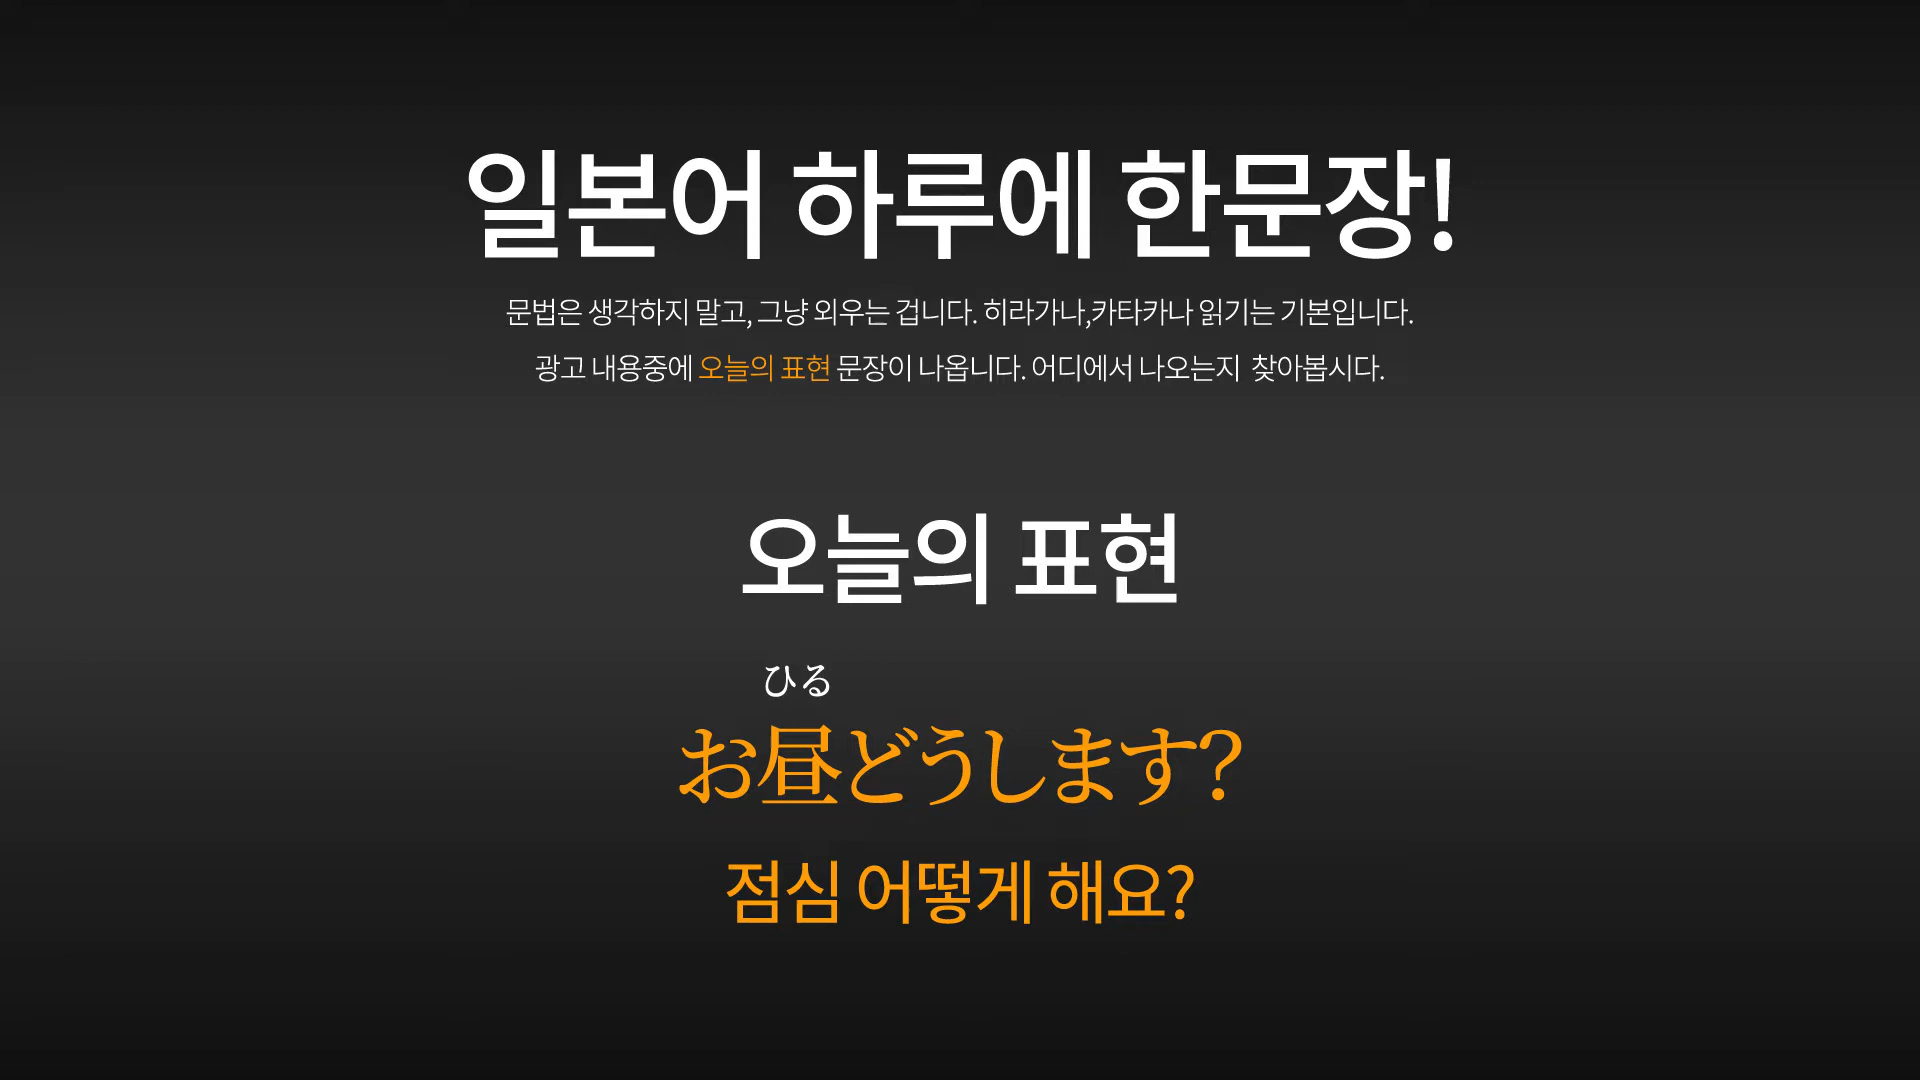 일본어 하루에 한문장!
문법은 생각하지 말고, 그냥 외우는 겁니다. 히라가나,카타카나 읽기는 기본입니다.
광고 내용중에 오늘의 표현 문장이 나옵니다. 어디에서 나오는지 찾아봅시다.
오늘의 표현
ひる
お昼どうします?
점심 어떻게 해요?